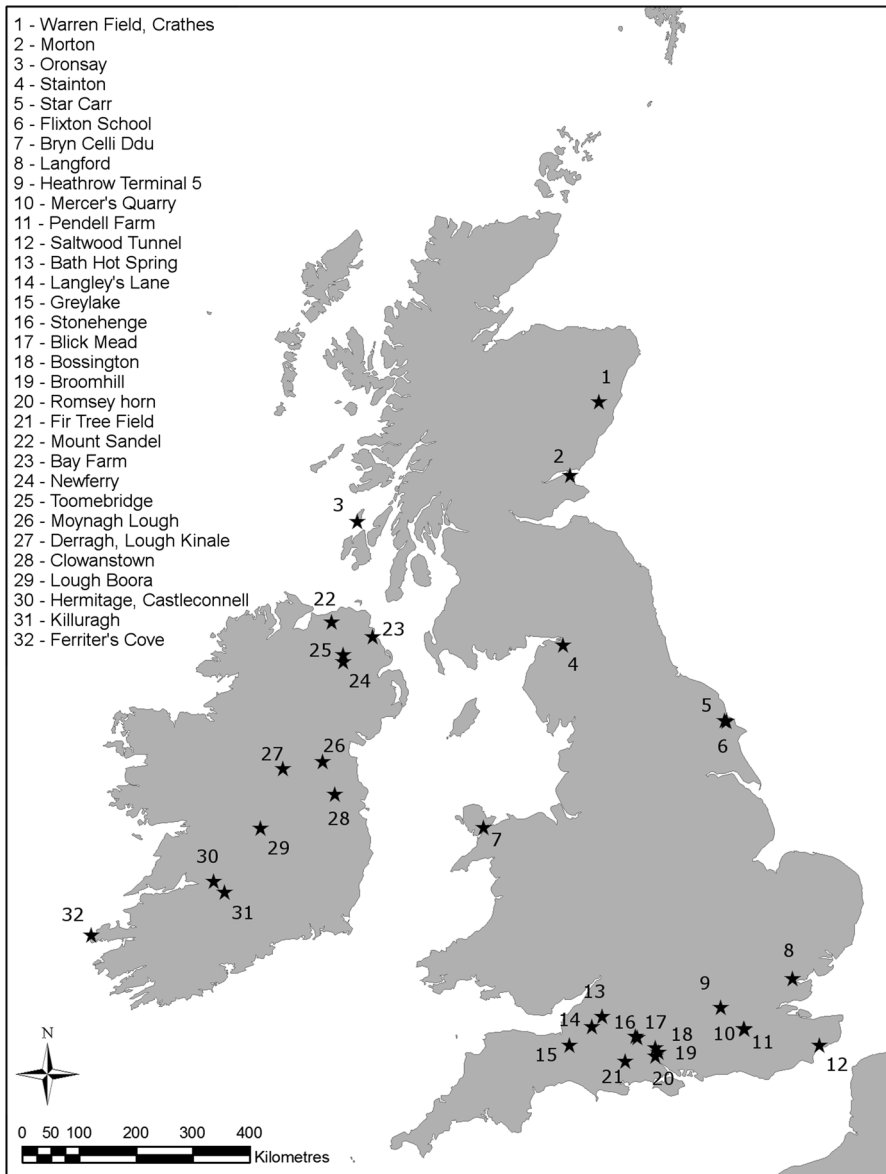 1 - Warren Field, Crathes
2 - Morton
3 - Oronsay
4 - Stainton
5 - Star Carr
6 - Flixton School
7 - Bryn Celli Ddu
8 - Langford
9 - Heathrow Terminal 5
10 - Mercer's Quarry
11 - Pendell Farm
12 - Saltwood Tunnel
13 - Bath Hot Spring
14 - Langley's Lane
15 - Greylake
16 - Stonehenge
17 - Blick Mead
18 - Bossington
19 - Broomhill
20 - Romsey horn
21 - Fir Tree Field
22 - Mount Sandel
23 - Bay Farm
24 - Newferry
25 - Toomebridge
26 - Moynagh Lough
27 - Derragh, Lough Kinale
28 - Clowanstown
29 - Lough Boora
30 - Hermitage, Castleconnell
31 - Killuragh
32 - Ferriter's Cove
1
2
3
22
23
25
24
4
5
6
26
27
28
29
7
30
31
32
8
9
13
14
16
17
18
10
11
15
19
12
21
20
N
0 50 100 200 300 400
Kilometres